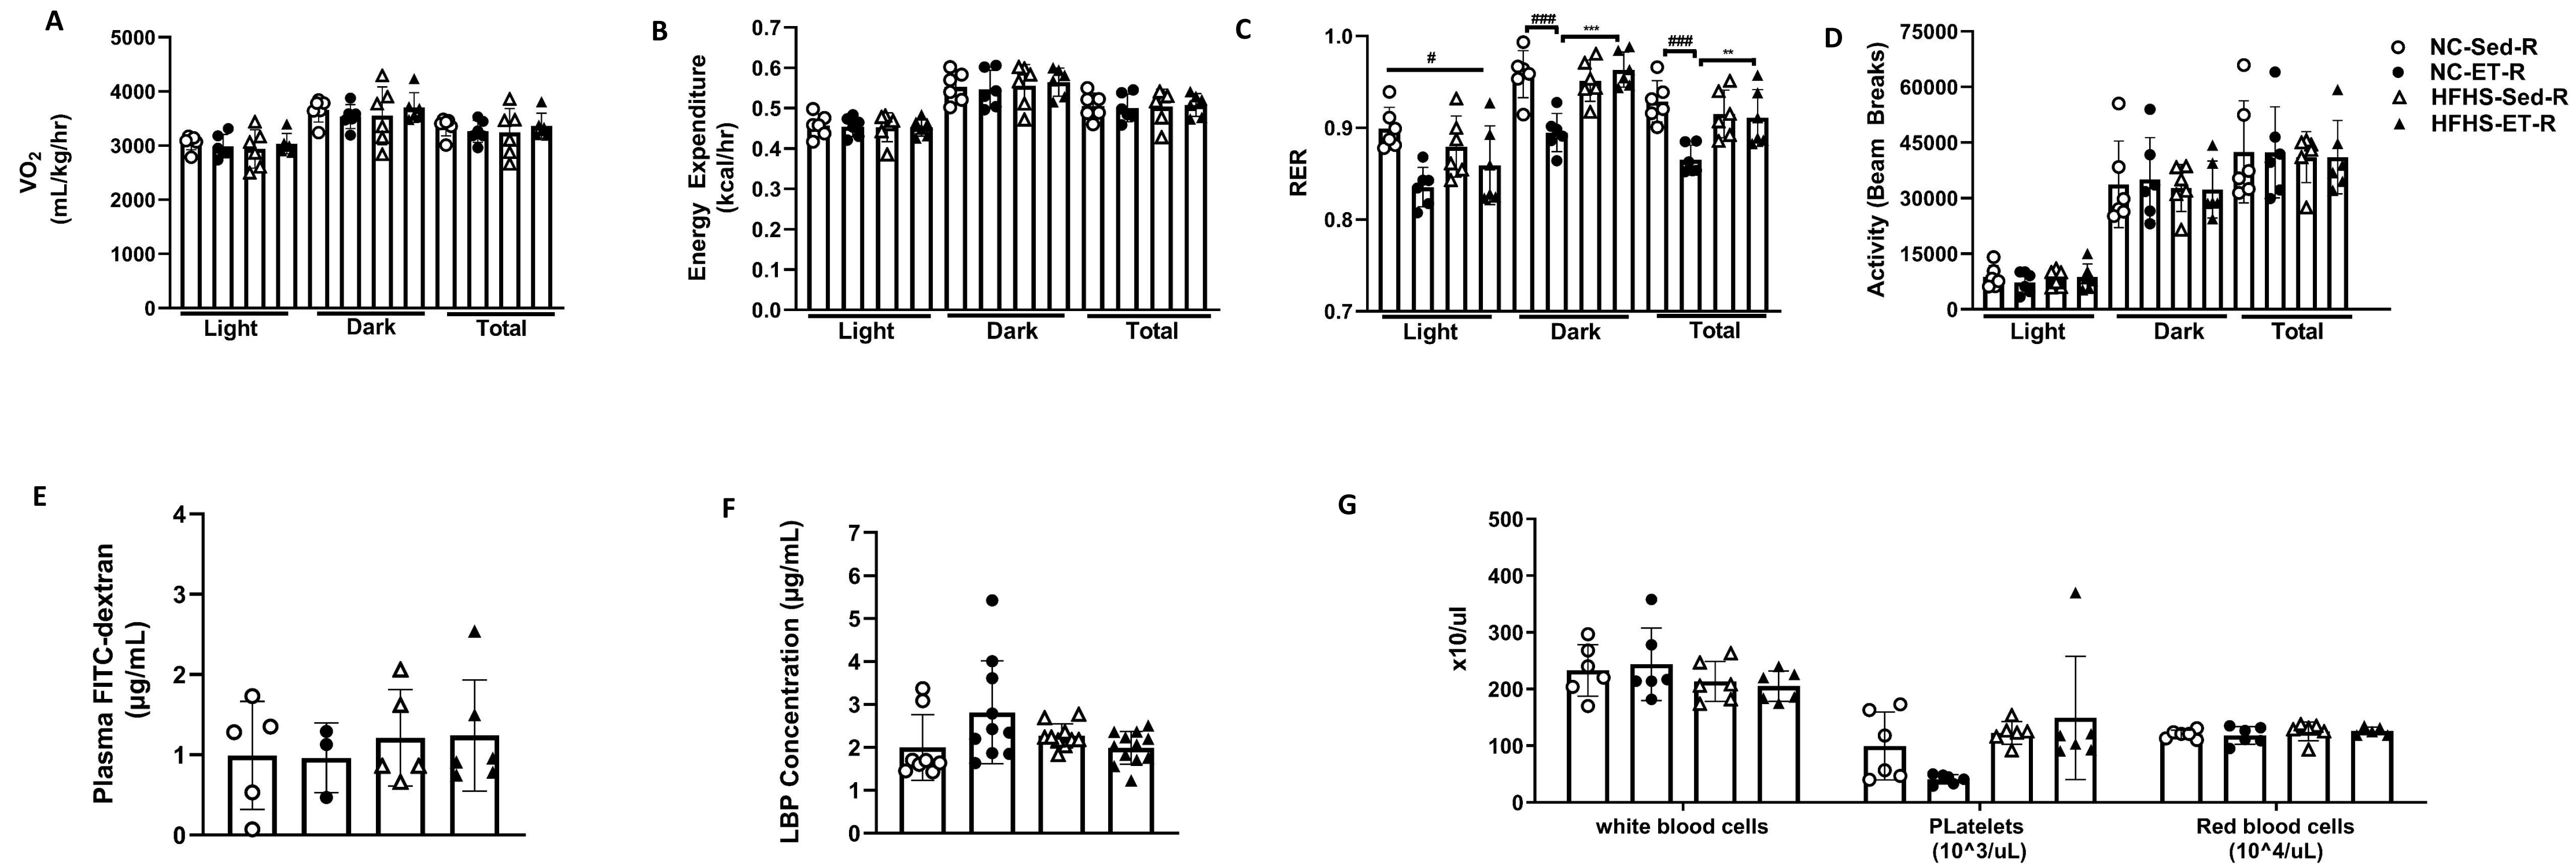 A
VO2
(mL/kg/hr)
5000
4000
3000
2000
1000
0
Light
Dark
Total
B
Energy Expenditure
(kcal/hr)
0.7
0.6
0.5
0.4
0.3
0.2
0.1
0.0
Light
Dark
Total
C
RER
1.0
0.9
0.8
0.7
#
###
***
###
**
Light
Dark
Total
D
Activity (Beam Breaks)
75000
60000
45000
30000
15000
0
Light
Dark
Total
NC-Sed-R
NC-ET-R
HFHS-Sed-R
HFHS-ET-R
E
Plasma FITC-dextran
(µg/mL)
4
3
2
1
0
F
LBP Concentration (µg/mL)
7
6
5
4
3
2
1
0
G
x10/ul
500
400
300
200
100
0
white blood cells
PLatelets
(10^3/uL)
Red blood cells
(10^4/uL)